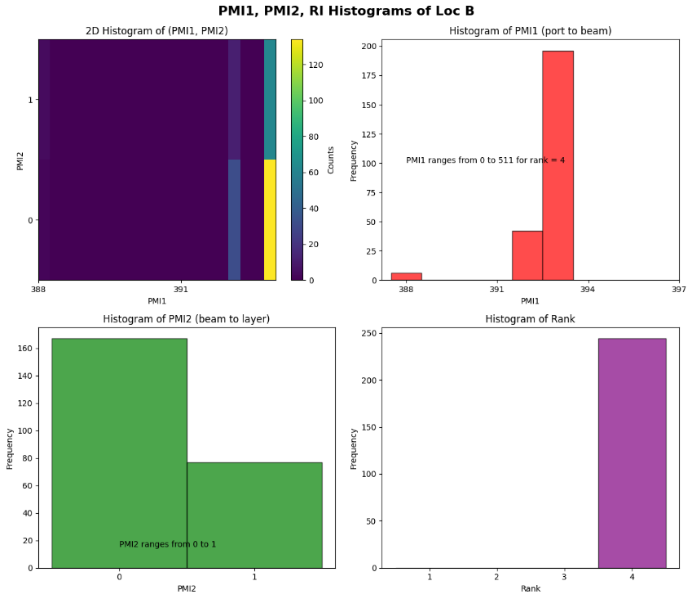 PMI1, PMI2, RI Histograms of Loc B
2D Histogram of (PMI1, PMI2)
1
0
PMI2
388
391
PMI1
120
100
80
60
40
20
0
Counts
Histogram of PMI1 (port to beam)
200
175
150
125
100
75
50
25
0
Frequency
PMI1 ranges from 0 to 511 for rank = 4
388
391
394
397
PMI1
Histogram of PMI2 (beam to layer)
160
140
120
100
80
60
40
20
0
Frequency
PMI2 ranges from 0 to 1
0
1
PMI2
Histogram of Rank
250
200
150
100
50
0
Frequency
1
2
3
4
Rank